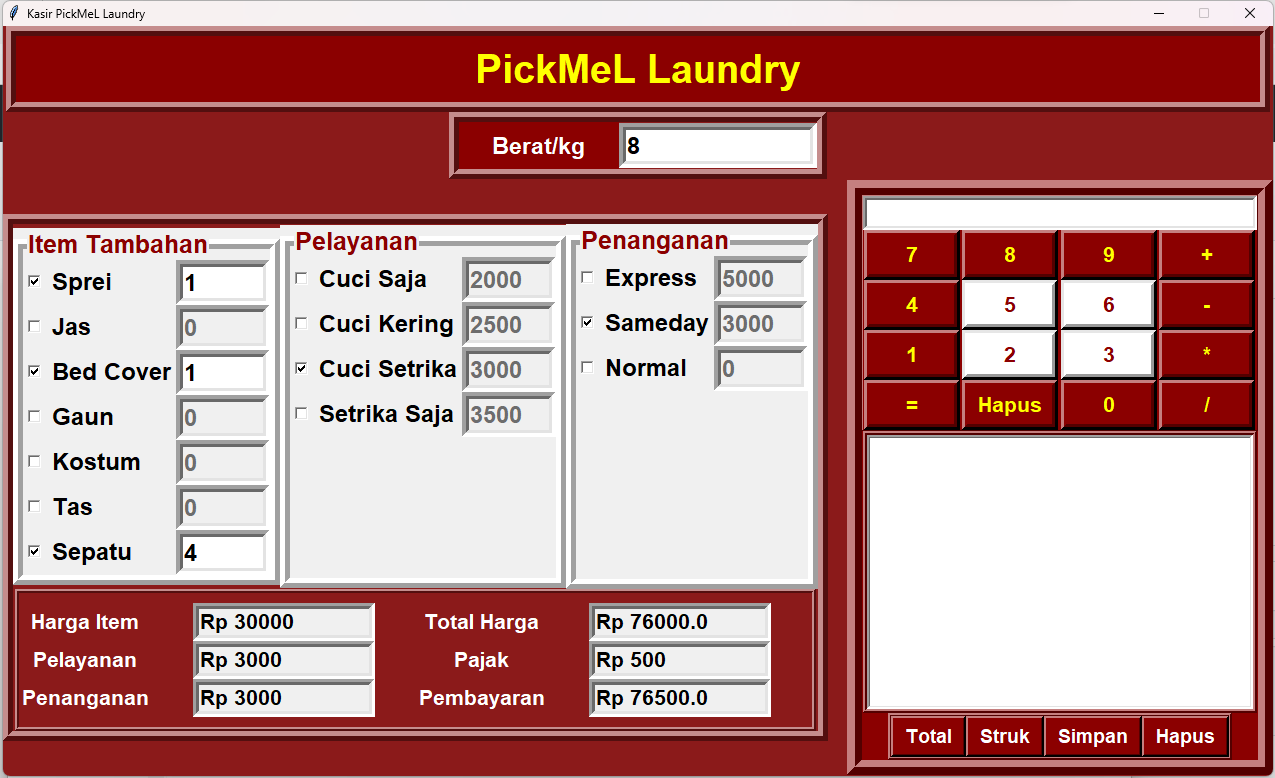 Kasir PickMeL Laundry
PickMeL Laundry
Berat/kg 8
Item Tambahan
Sprei 1
Jas 0
Bed Cover 1
Gaun 0
Kostum 0
Tas 0
Sepatu 4
Pelayanan
Cuci Saja 2000
Cuci Kering 2500
Cuci Setrika 3000
Setrika Saja 3500
Penanganan
Express 5000
Sameday 3000
Normal 0
Harga Item Rp 30000 Total Harga Rp 76000.0
Pelayanan Rp 3000 Pajak Rp 500
Penanganan Rp 3000 Pembayaran Rp 76500.0
7 8 9 +
4 5 6 -
1 2 3 *
= Hapus 0 /
Total Struk Simpan Hapus